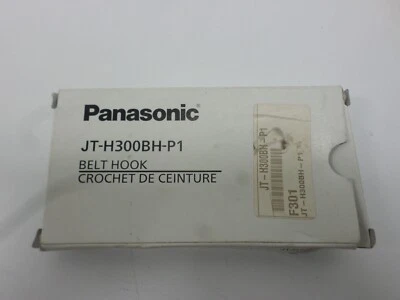 Panasonic
JT-H300BH-P1
BELT HOOK
CROCHET DE CEINTURE
JT-H300BH-P1
F301
JT-H300BH-P1